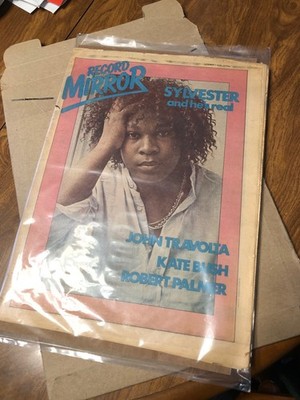 RECORD
MIRROR
SYLVESTER
and he's real
JOHN TRAVOLTA
KATE BUSH
ROBERT PALMER